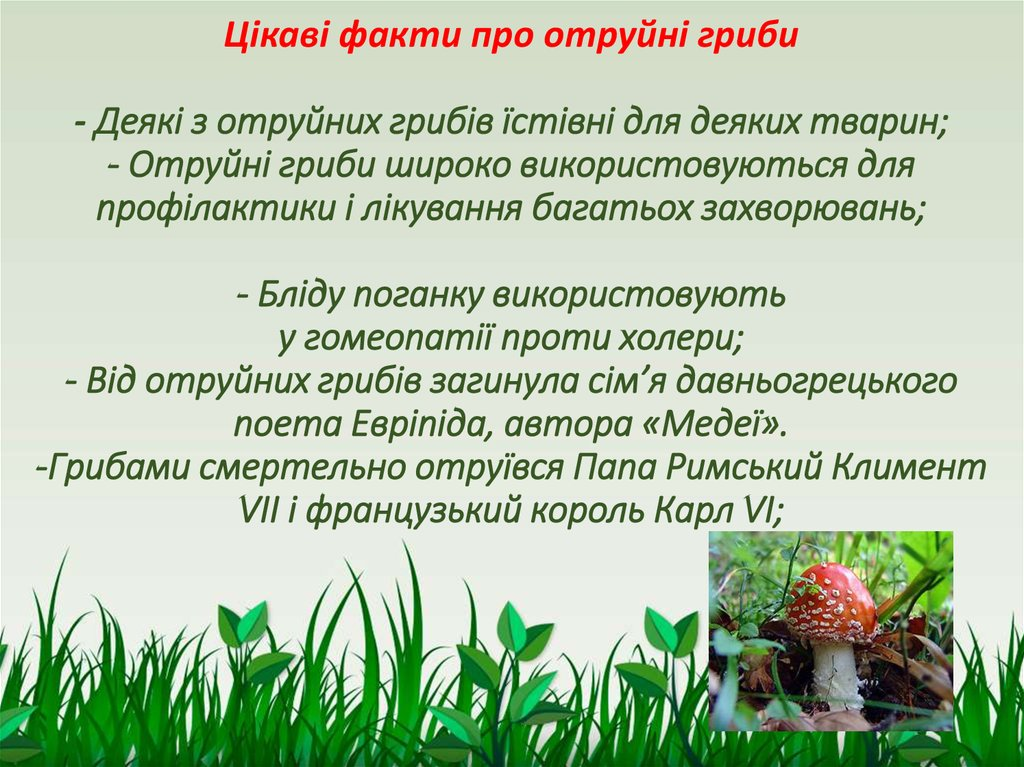 Цікаві факти про отруйні гриби
- Деякі з отруйних грибів їстівні для деяких тварин;
- Отруйні гриби широко використовуються для
профілактики і лікування багатьох захворювань;
- Бліду поганку використовують
у гомеопатії проти холери;
- Від отруйних грибів загинула сім’я давньогрецького
поета Евріпіда, автора «Медеї».
-Грибами смертельно отруївся Папа Римський Климент
VII і французький король Карл VI;